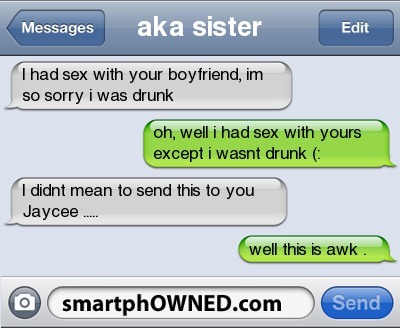 Messages aka sister Edit
I had sex with your boyfriend, im
so sorry i was drunk
oh, well i had sex with yours
except i wasnt drunk (:
I didnt mean to send this to you
Jaycee .....
well this is awk .
smartphOWNED.com Send